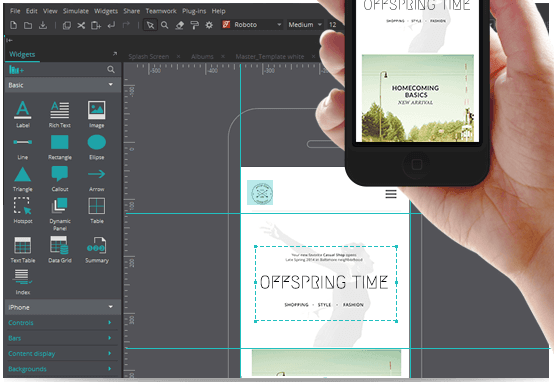 File Edit View Simulate Widgets Share Teamwork Plug-ins Help
Roboto Medium 12
Widgets
Splash Screen Albums Master_Template white
Basic
Label Rich Text Image
Line Rectangle Ellipse
Triangle Callout Arrow
Hotspot Dynamic Panel Table
Text Table Data Grid Summary
Index
iPhone
Controls
Bars
Content display
Backgrounds
OFFSPRING TIME
SHOPPING - STYLE - FASHION
HOMECOMING
BASICS
NEW ARRIVAL
Your new favorite Casual Shop opens
Late Spring 2014 in Baltimore neighborhood
OFFSPRING TIME
SHOPPING - STYLE - FASHION